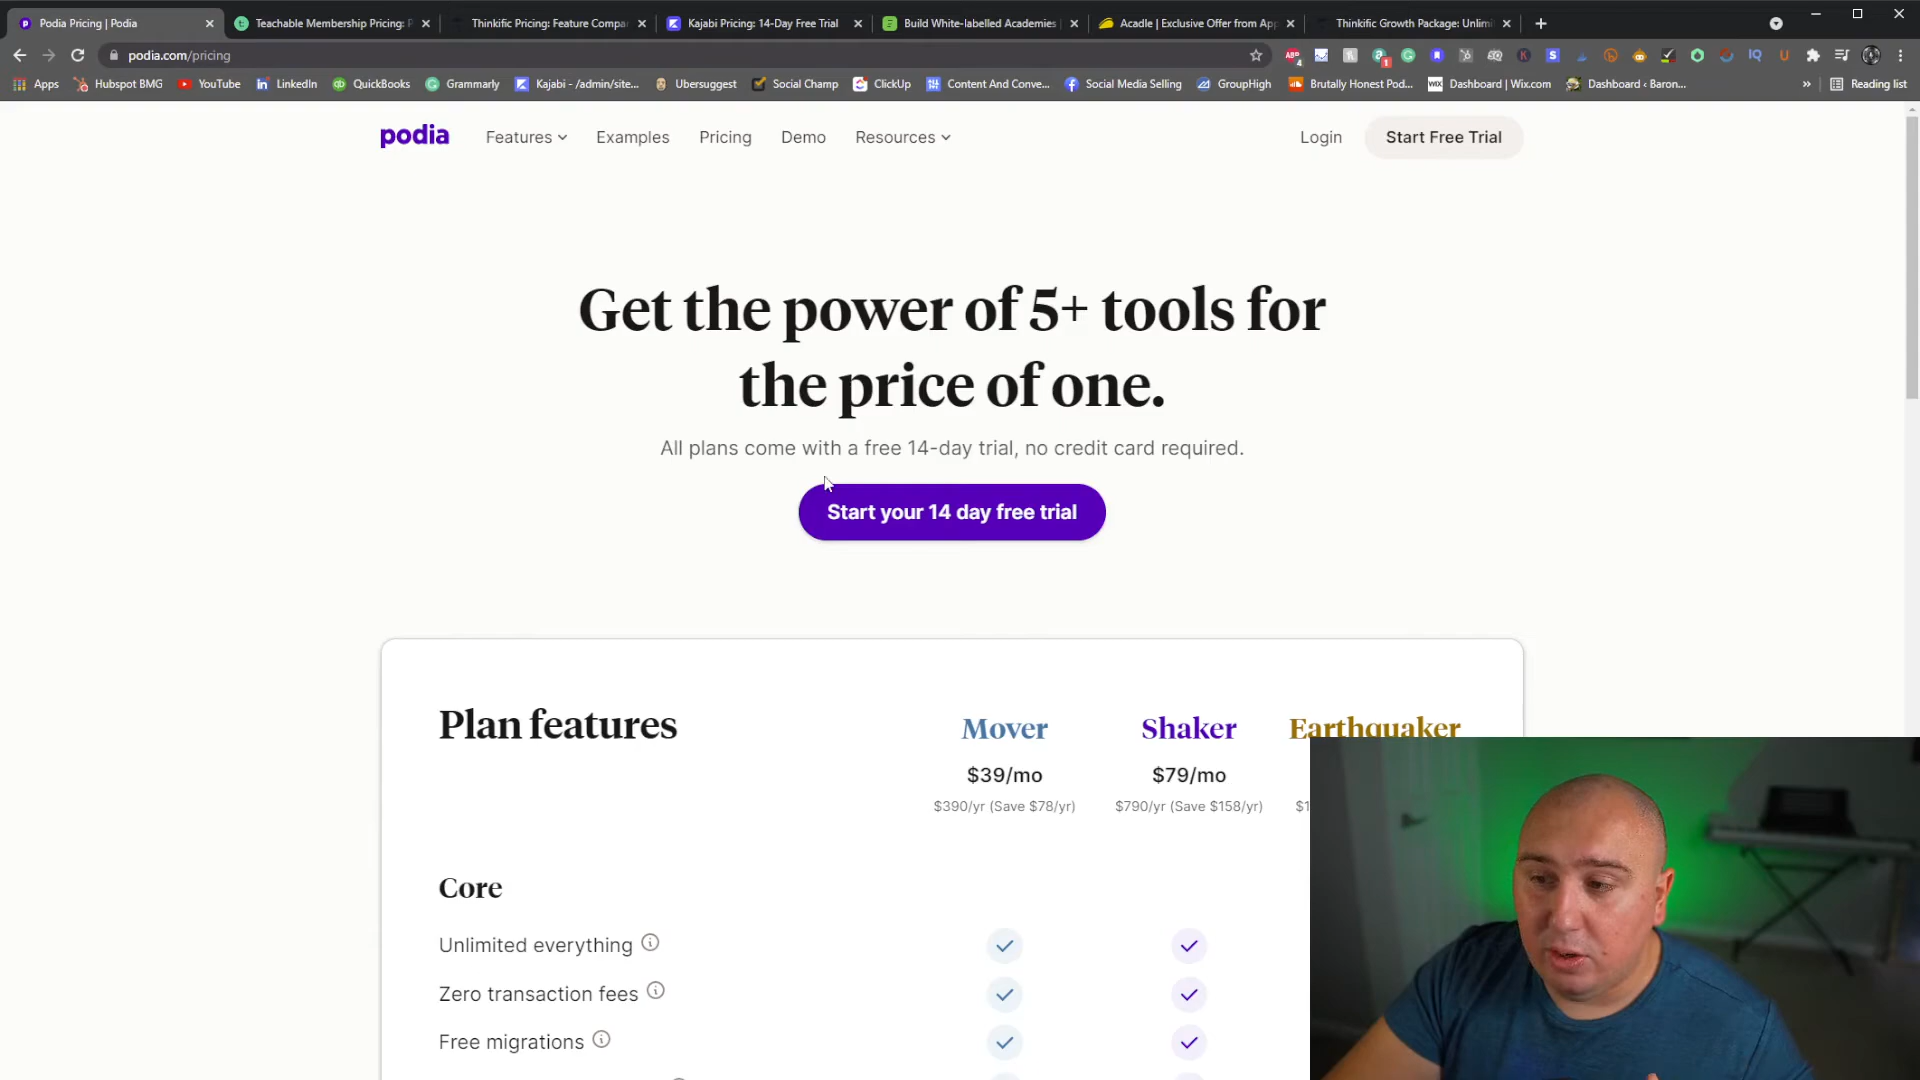 Podia Pricing | Podia
Teachable Membership Pricing: P
Thinkific Pricing: Feature Compa
Kajabi Pricing: 14-Day Free Trial
Build White-labelled Academies
Acadle | Exclusive Offer from App
Thinkific Growth Package: Unlimi
podia.com/pricing
Apps
Hubspot BMG
YouTube
LinkedIn
QuickBooks
Grammarly
Kajabi - /admin/site...
Ubersuggest
Social Champ
ClickUp
Content And Conve...
Social Media Selling
GroupHigh
Brutally Honest Pod...
Dashboard | Wix.com
Dashboard ‹ Baron...
»
Reading list
podia
Features
Examples
Pricing
Demo
Resources
Login
Start Free Trial
Get the power of 5+ tools for
the price of one.
All plans come with a free 14-day trial, no credit card required.
Start your 14 day free trial
Plan features
Mover
Shaker
Earthquaker
$39/mo
$79/mo
$390/yr (Save $78/yr)
$790/yr (Save $158/yr)
$1
Core
Unlimited everything
Zero transaction fees
Free migrations